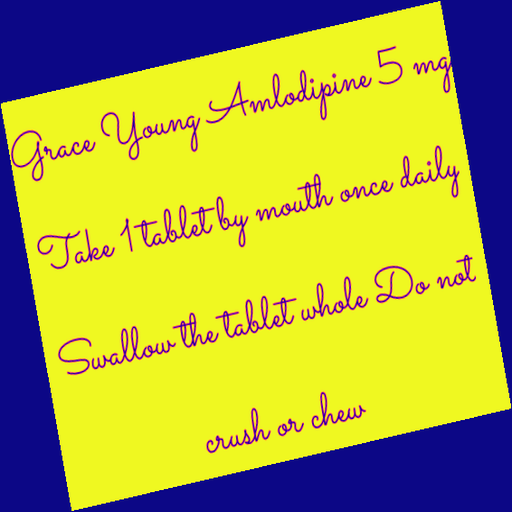 Grace Young Amlodipine 5 mg
Take 1 tablet by mouth once daily
Swallow the tablet whole Do not
crush or chew